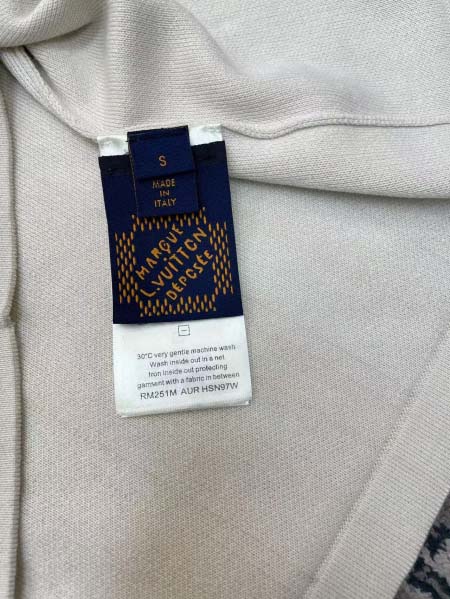 S
MADE
IN
ITALY
MARQUE
L.VUITTON
DÉPOSÉE
30°C very gentle machine wash
Wash inside out in a net
Iron inside out protecting
garment with a fabric in between
RM251M AUR HSN97W